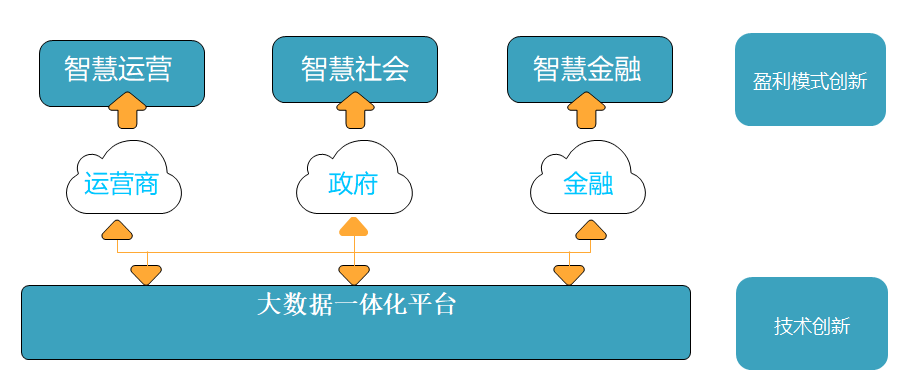 智慧运营
智慧社会
智慧金融
盈利模式创新
运营商
政府
金融
大数据一体化平台
技术创新